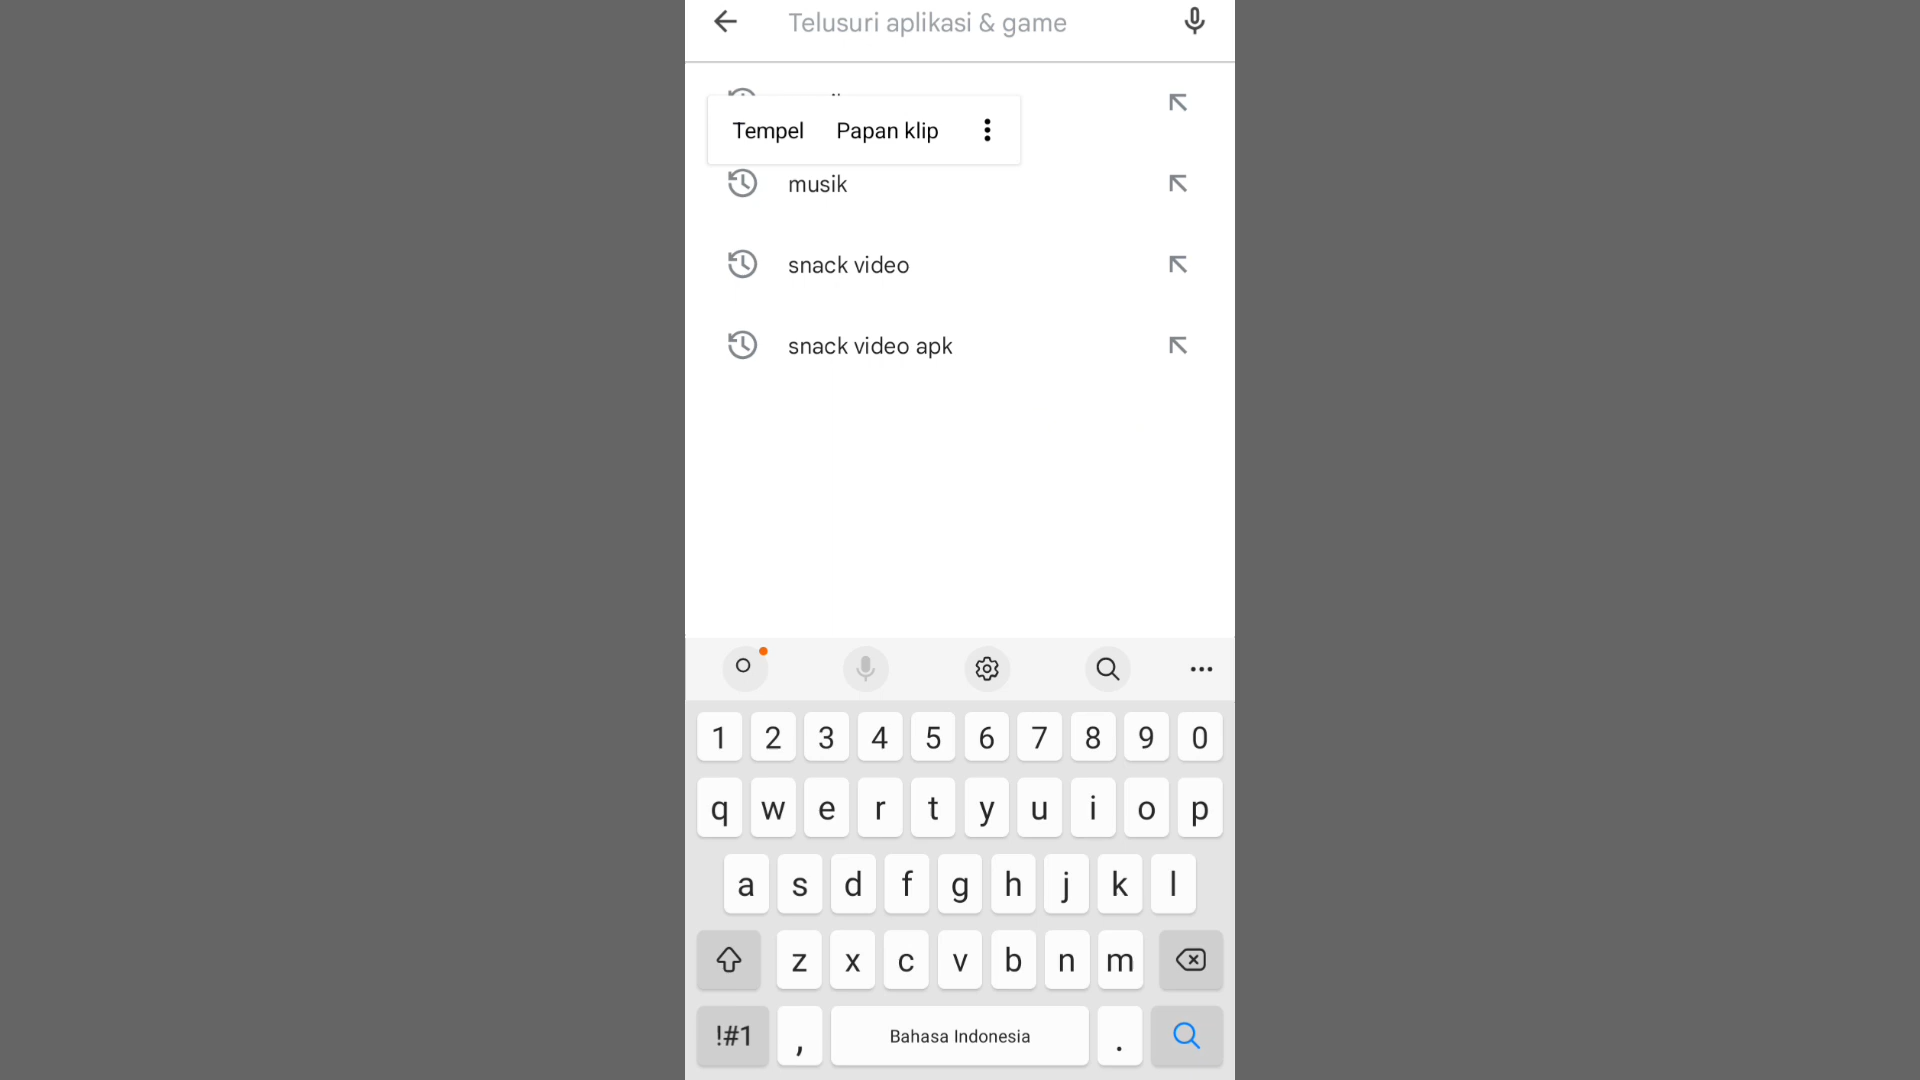 Telusuri aplikasi & game
Tempel Papan klip
musik
snack video
snack video apk
1 2 3 4 5 6 7 8 9 0
q w e r t y u i o p
a s d f g h j k l
z x c v b n m
!#1 , Bahasa Indonesia .